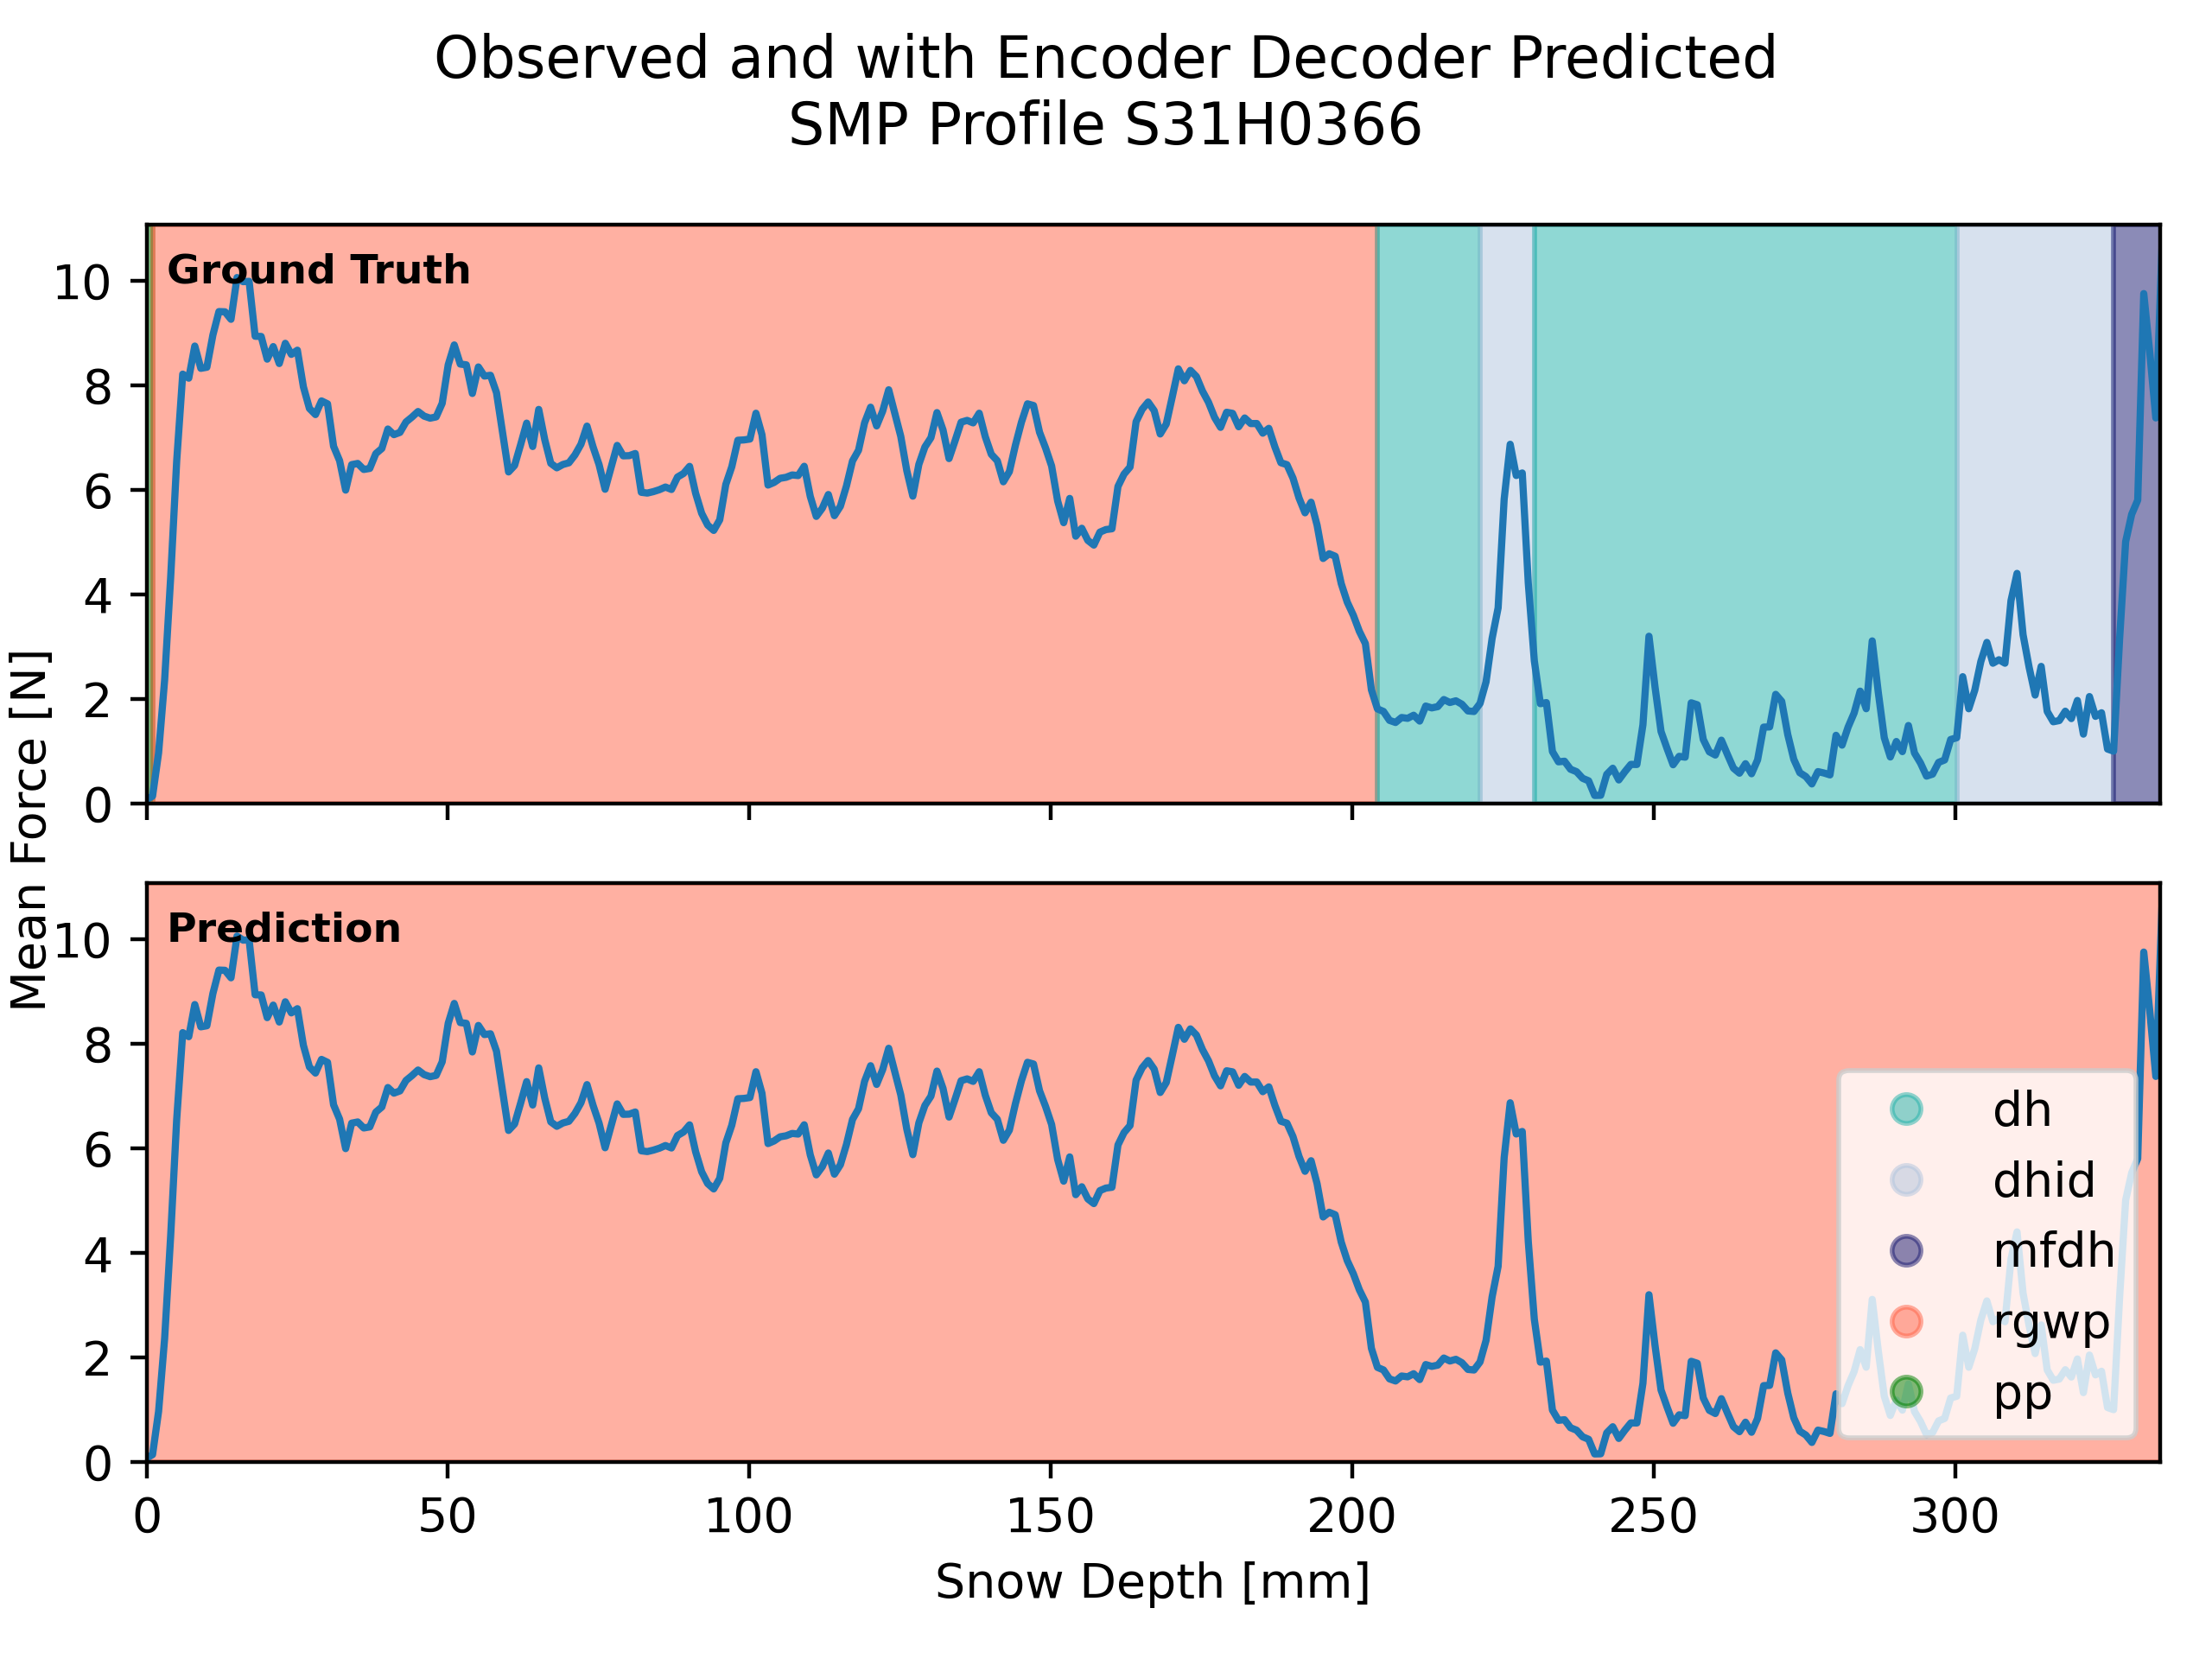 Observed and with Encoder Decoder Predicted
SMP Profile S31H0366
Mean Force [N]
Ground Truth
10
8
6
4
2
0
Prediction
10
8
6
4
2
0
dh
dhid
mfdh
rgwp
pp
0 50 100 150 200 250 300
Snow Depth [mm]